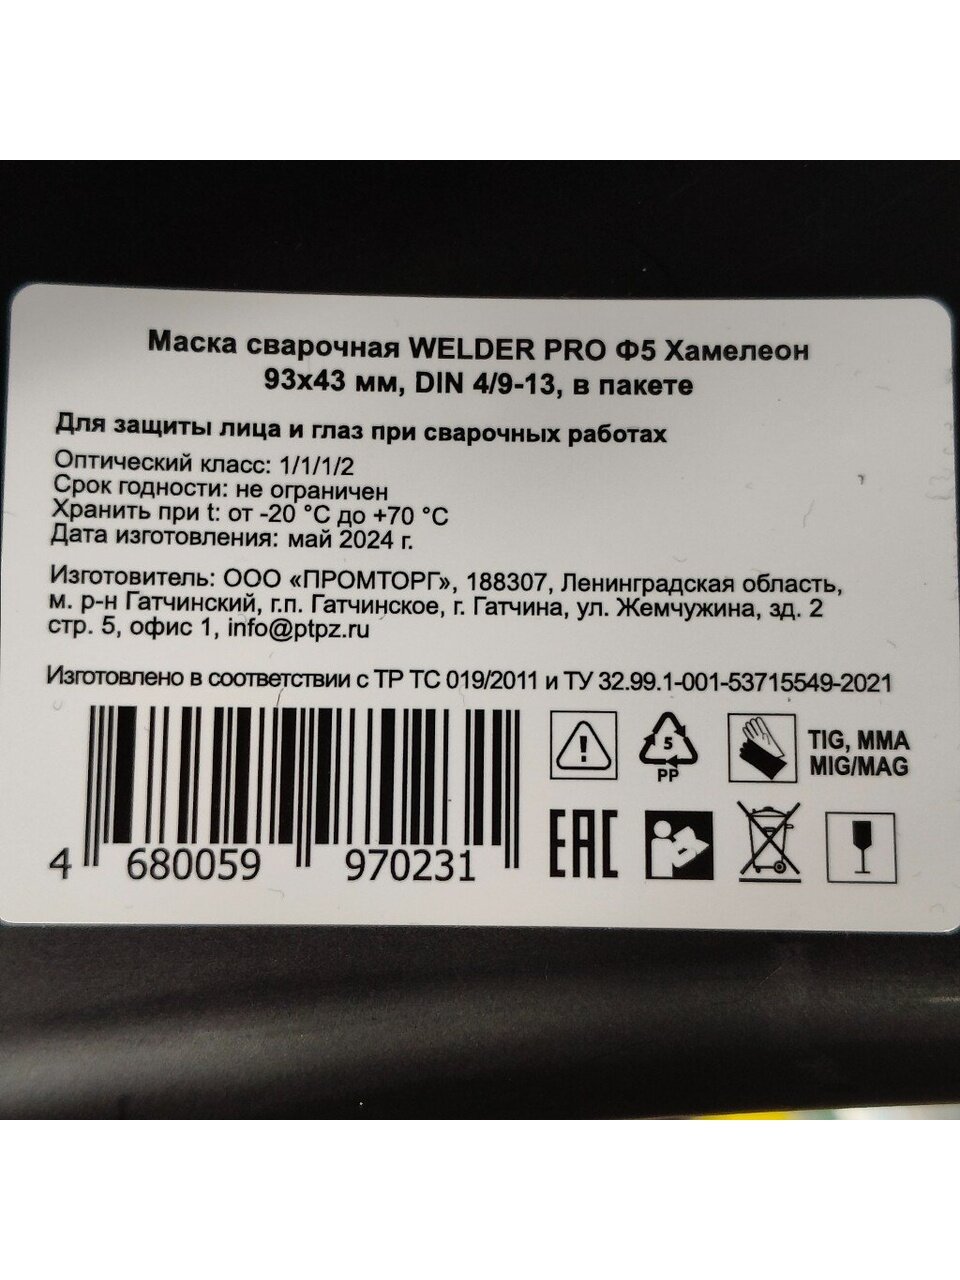 Маска сварочная WELDER PRO Ф5 Хамелеон
93х43 мм, DIN 4/9-13, в пакете
Для защиты лица и глаз при сварочных работах
Оптический класс: 1/1/1/2
Срок годности: не ограничен
Хранить при t: от -20 °C до +70 °C
Дата изготовления: май 2024 г.
Изготовитель: ООО «ПРОМТОРГ», 188307, Ленинградская область,
м. р-н Гатчинский, г.п. Гатчинское, г. Гатчина, ул. Жемчужина, зд. 2
стр. 5, офис 1, info@ptpz.ru
Изготовлено в соответствии с ТР ТС 019/2011 и ТУ 32.99.1-001-53715549-2021
5
PP
TIG, MMA
MIG/MAG
EAC
4 680059 970231